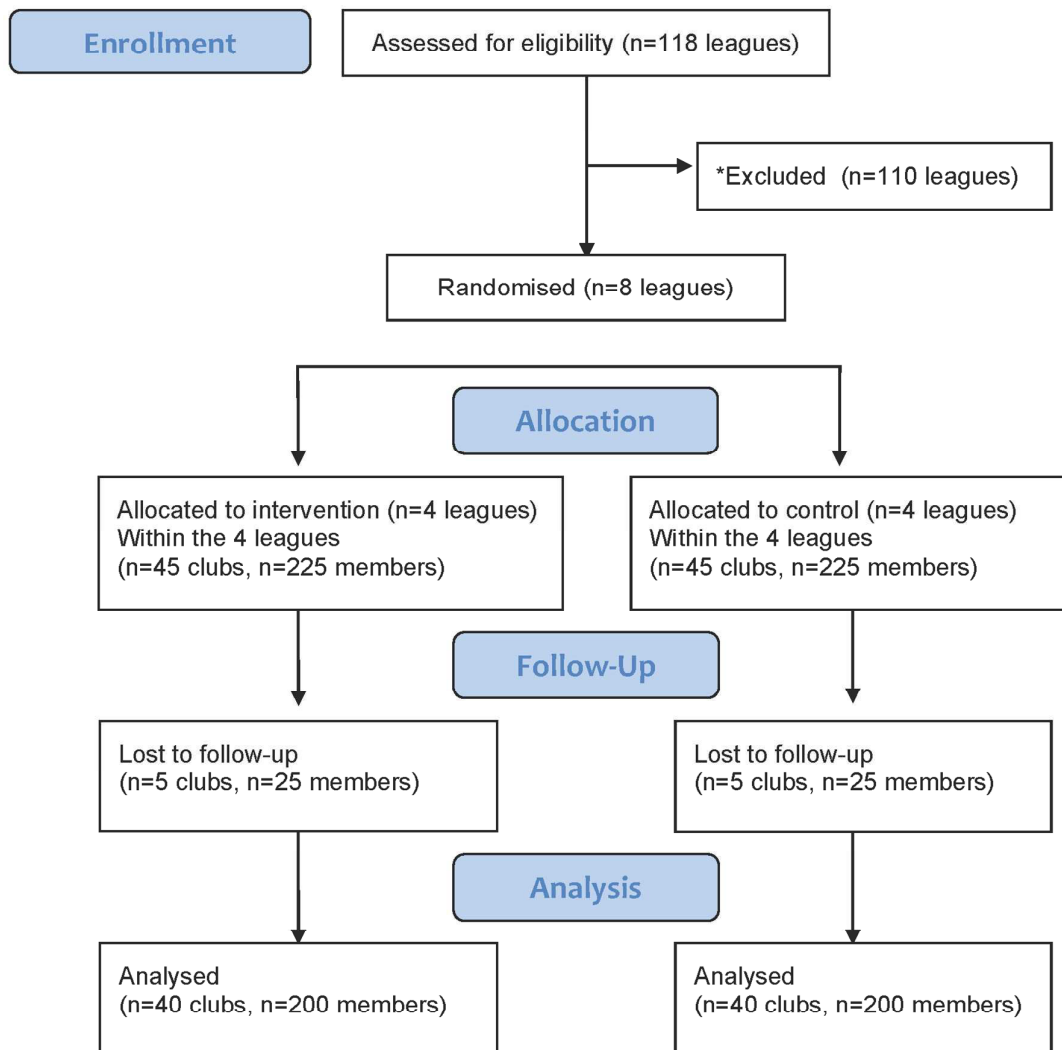 Enrollment
Assessed for eligibility (n=118 leagues)
*Excluded (n=110 leagues)
Randomised (n=8 leagues)
Allocation
Allocated to intervention (n=4 leagues)
Within the 4 leagues
(n=45 clubs, n=225 members)
Allocated to control (n=4 leagues)
Within the 4 leagues
(n=45 clubs, n=225 members)
Follow-Up
Lost to follow-up
(n=5 clubs, n=25 members)
Lost to follow-up
(n=5 clubs, n=25 members)
Analysis
Analysed
(n=40 clubs, n=200 members)
Analysed
(n=40 clubs, n=200 members)